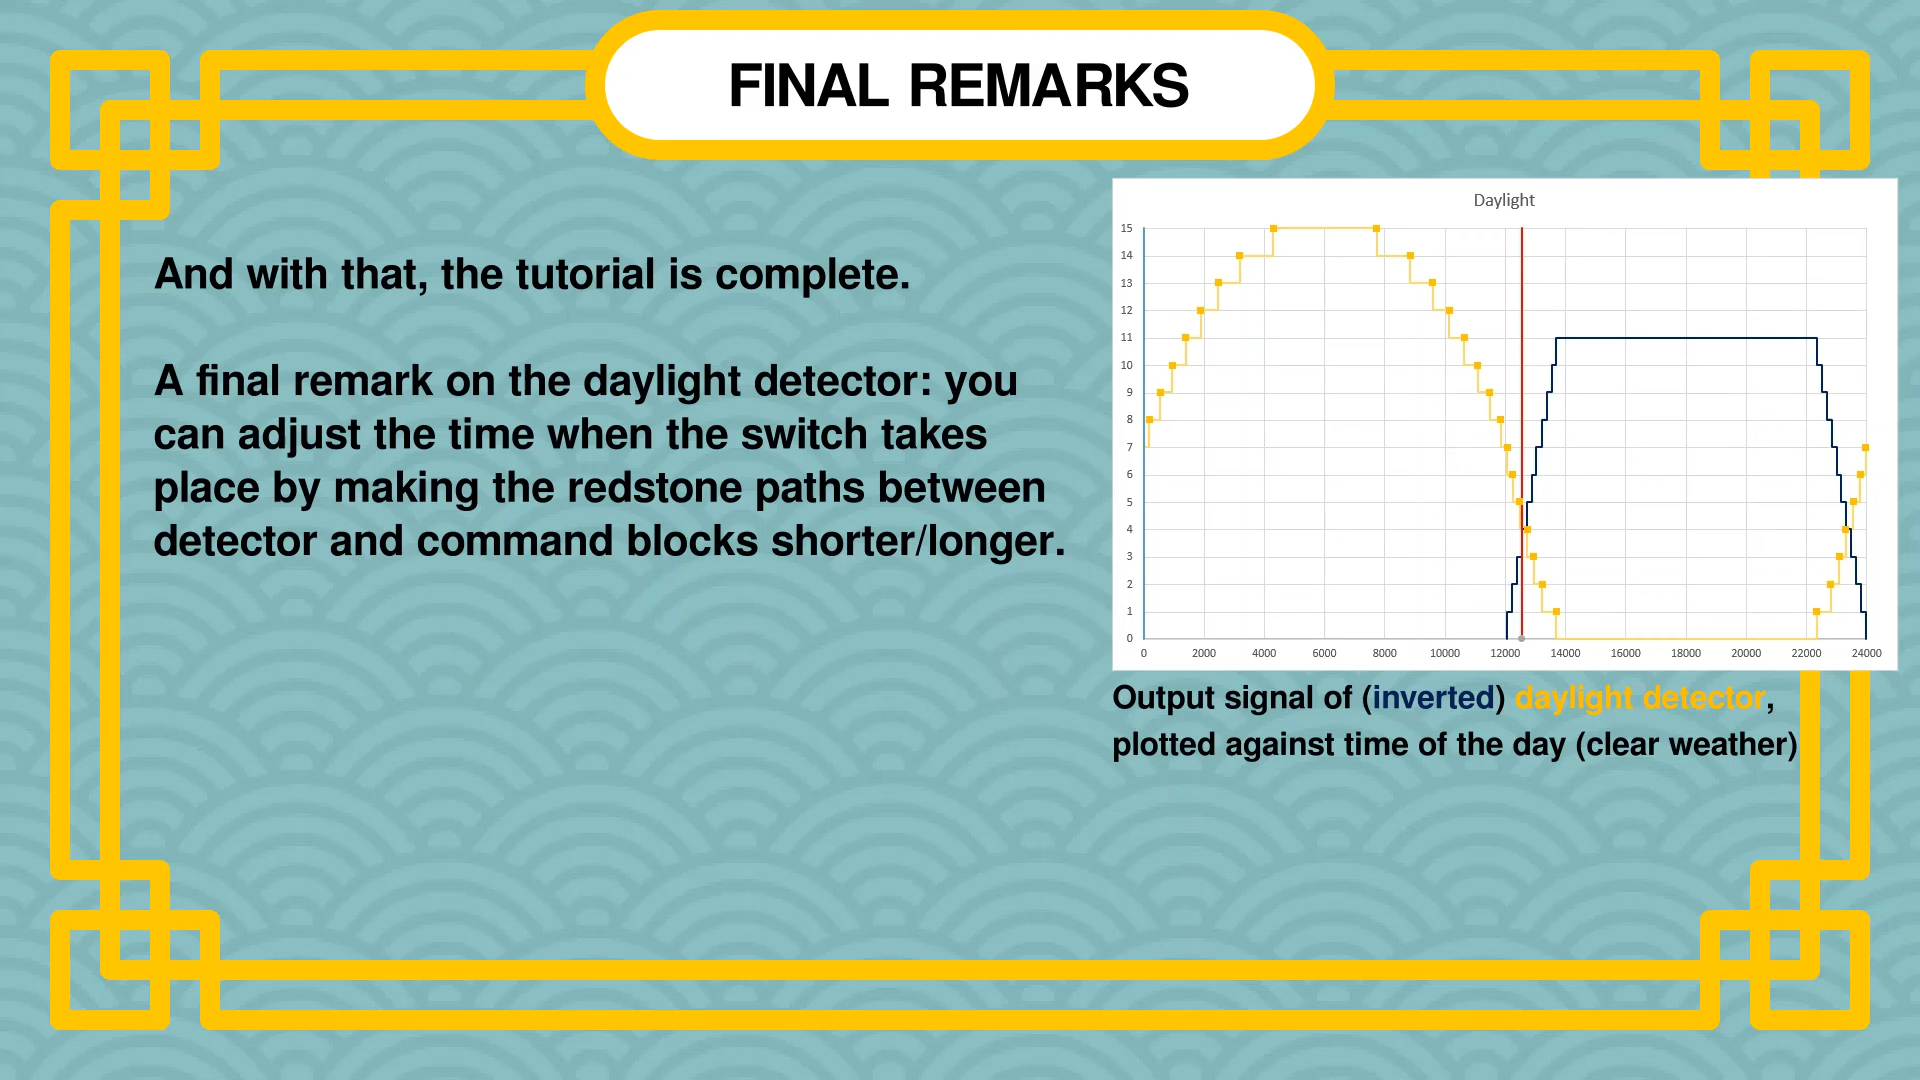 FINAL REMARKS
And with that, the tutorial is complete.
A final remark on the daylight detector: you
can adjust the time when the switch takes
place by making the redstone paths between
detector and command blocks shorter/longer.
Daylight
15
14
13
12
11
10
9
8
7
6
5
4
3
2
1
0
0 2000 4000 6000 8000 10000 12000 14000 16000 18000 20000 22000 24000
Output signal of (inverted) daylight detector,
plotted against time of the day (clear weather)